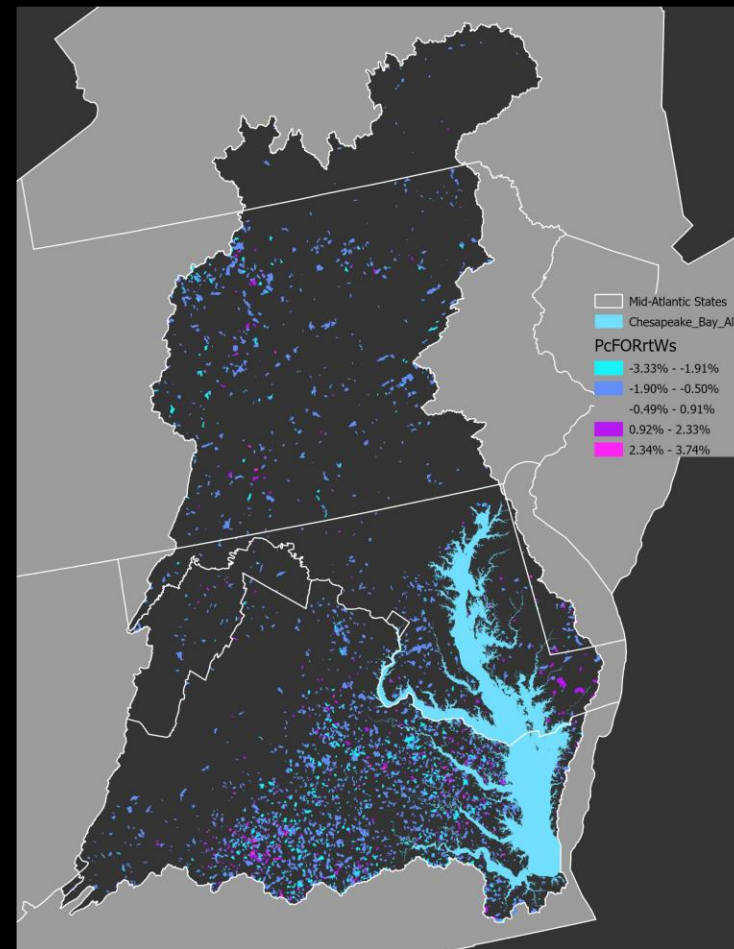 Mid-Atlantic States
Chesapeake_Bay_Al
PcFORrtWs
-3.33% - -1.91%
-1.90% - -0.50%
-0.49% - 0.91%
0.92% - 2.33%
2.34% - 3.74%